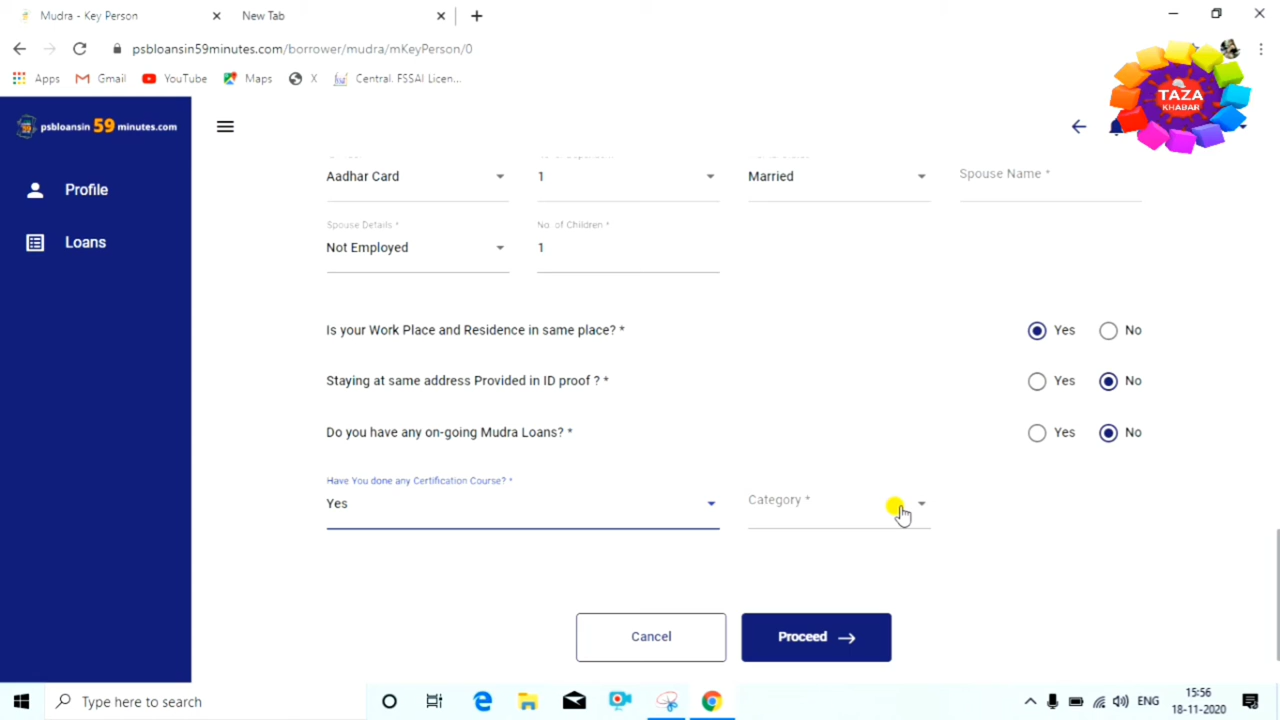 Mudra - Key Person
New Tab
psbloansin59minutes.com/borrower/mudra/mKeyPerson/0
Apps Gmail YouTube Maps X Central. FSSAI Licen...
TAZA
KHABAR
psbloansin 59 minutes.com
Profile
Loans
Aadhar Card 1 Married Spouse Name *
Spouse Details * No. of Children *
Not Employed 1
Is your Work Place and Residence in same place? * Yes No
Staying at same address Provided in ID proof ? * Yes No
Do you have any on-going Mudra Loans? * Yes No
Have You done any Certification Course? *
Yes Category *
Cancel Proceed
Type here to search
ENG
15:56
18-11-2020